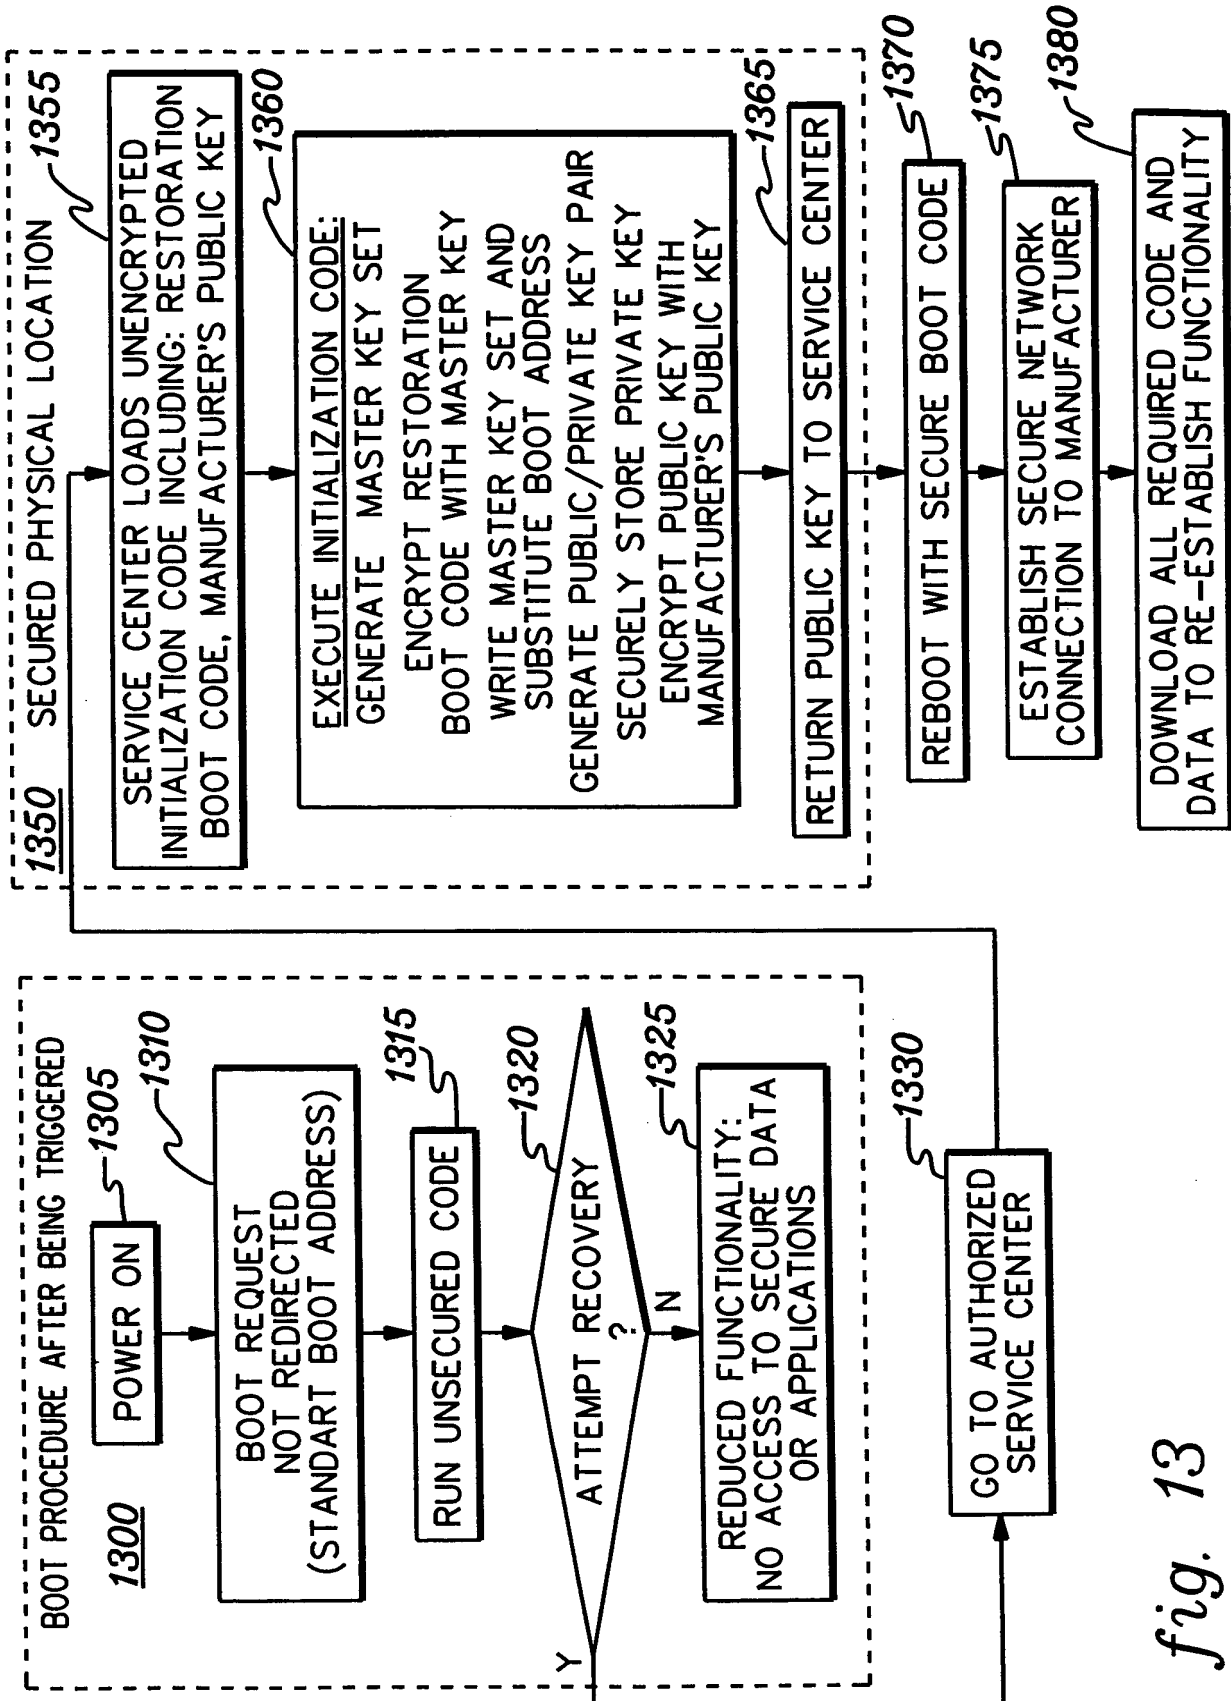 BOOT PROCEDURE AFTER BEING TRIGGERED
1300
1305
POWER ON
1310
BOOT REQUEST
NOT REDIRECTED
(STANDART BOOT ADDRESS)
1315
RUN UNSECURED CODE
1320
ATTEMPT RECOVERY
?
Y
N
1325
REDUCED FUNCTIONALITY:
NO ACCESS TO SECURE DATA
OR APPLICATIONS
1330
GO TO AUTHORIZED
SERVICE CENTER
1350
SECURED PHYSICAL LOCATION
1355
SERVICE CENTER LOADS UNENCRYPTED
INITIALIZATION CODE INCLUDING: RESTORATION
BOOT CODE, MANUFACTURER'S PUBLIC KEY
1360
EXECUTE INITIALIZATION CODE:
GENERATE MASTER KEY SET
ENCRYPT RESTORATION
BOOT CODE WITH MASTER KEY
WRITE MASTER KEY SET AND
SUBSTITUTE BOOT ADDRESS
GENERATE PUBLIC/PRIVATE KEY PAIR
SECURELY STORE PRIVATE KEY
ENCRYPT PUBLIC KEY WITH
MANUFACTURER'S PUBLIC KEY
1365
RETURN PUBLIC KEY TO SERVICE CENTER
1370
REBOOT WITH SECURE BOOT CODE
1375
ESTABLISH SECURE NETWORK
CONNECTION TO MANUFACTURER
1380
DOWNLOAD ALL REQUIRED CODE AND
DATA TO RE-ESTABLISH FUNCTIONALITY
fig. 13